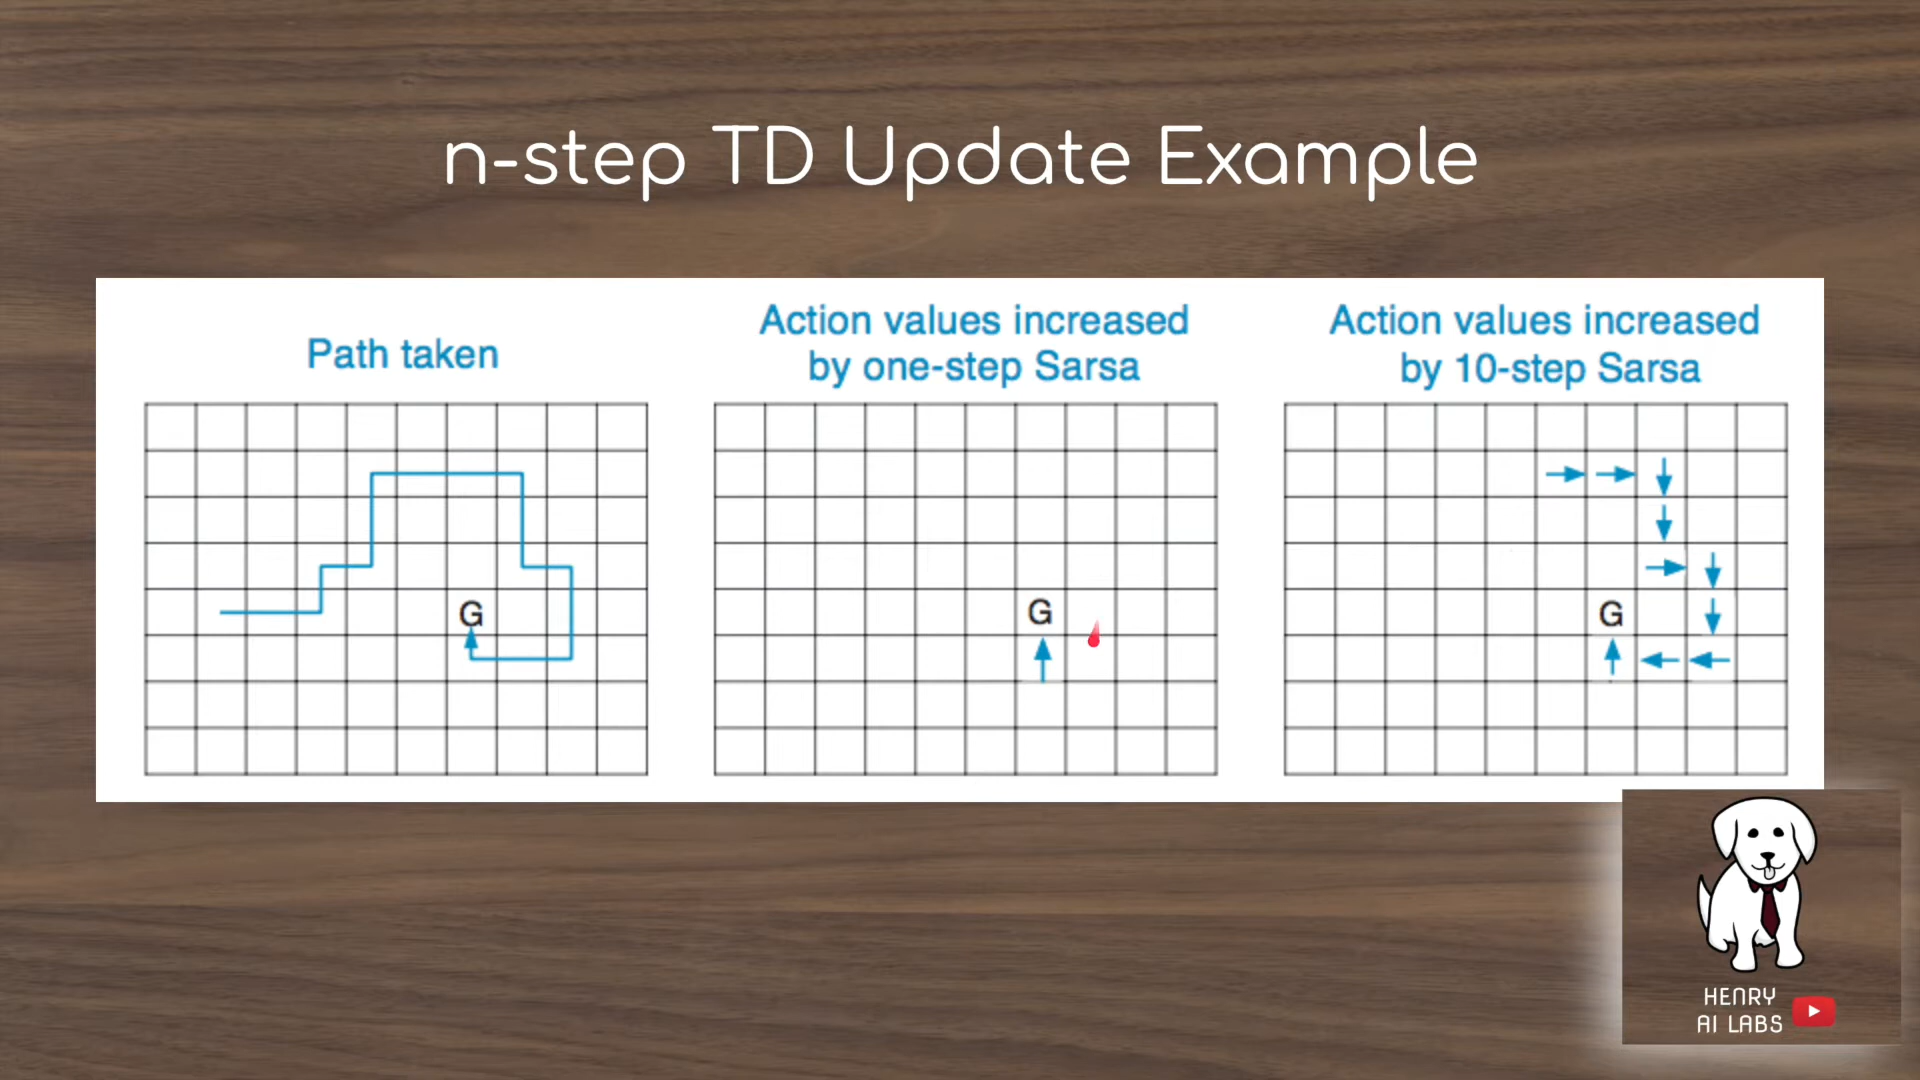 n-step TD Update Example
Path taken
Action values increased
by one-step Sarsa
Action values increased
by 10-step Sarsa
G
G
G
HENRY
AI LABS